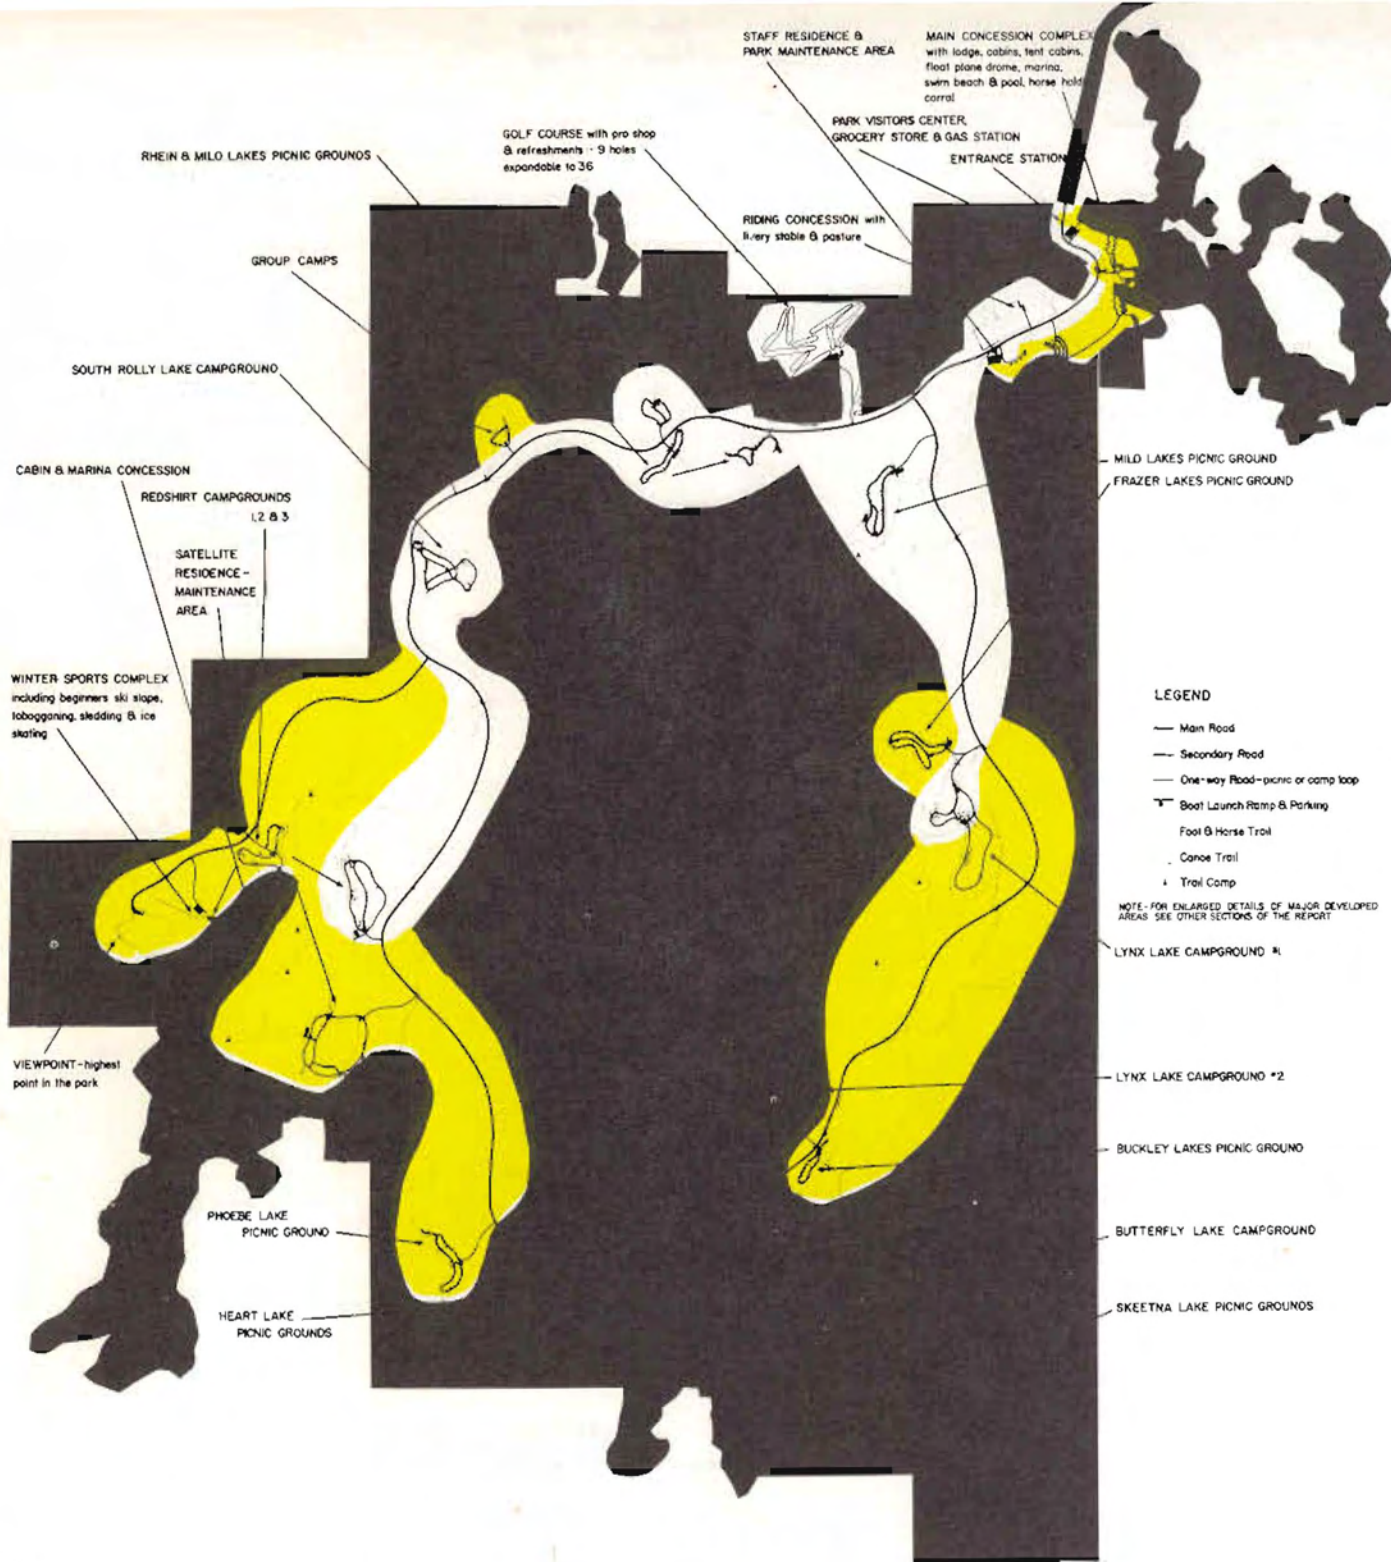 STAFF RESIDENCE &
PARK MAINTENANCE AREA
MAIN CONCESSION COMPLEX
with lodge, cabins, tent cabins,
float plane drome, marina,
swim beach & pool, horse hold
corral
PARK VISITORS CENTER,
GROCERY STORE & GAS STATION
ENTRANCE STATION
GOLF COURSE with pro shop
& refreshments - 9 holes
expandable to 36
RHEIN & MILO LAKES PICNIC GROUNDS
RIDING CONCESSION with
livery stable & pasture
GROUP CAMPS
SOUTH ROLLY LAKE CAMPGROUND
CABIN & MARINA CONCESSION
REDSHIRT CAMPGROUNDS
1,2 & 3
SATELLITE
RESIDENCE-
MAINTENANCE
AREA
WINTER SPORTS COMPLEX
including beginners ski slope,
tobogganing, sledding & ice
skating
MILO LAKES PICNIC GROUND
FRAZER LAKES PICNIC GROUND
LEGEND
Main Road
Secondary Road
One-way Road-picnic or camp loop
Boat Launch Ramp & Parking
Foot & Horse Trail
Canoe Trail
Trail Camp
NOTE-FOR ENLARGED DETAILS OF MAJOR DEVELOPED
AREAS SEE OTHER SECTIONS OF THE REPORT
LYNX LAKE CAMPGROUND #1
VIEWPOINT-highest
point in the park
LYNX LAKE CAMPGROUND #2
BUCKLEY LAKES PICNIC GROUND
PHOEBE LAKE
PICNIC GROUND
BUTTERFLY LAKE CAMPGROUND
HEART LAKE
PICNIC GROUNDS
SKEETNA LAKE PICNIC GROUNDS